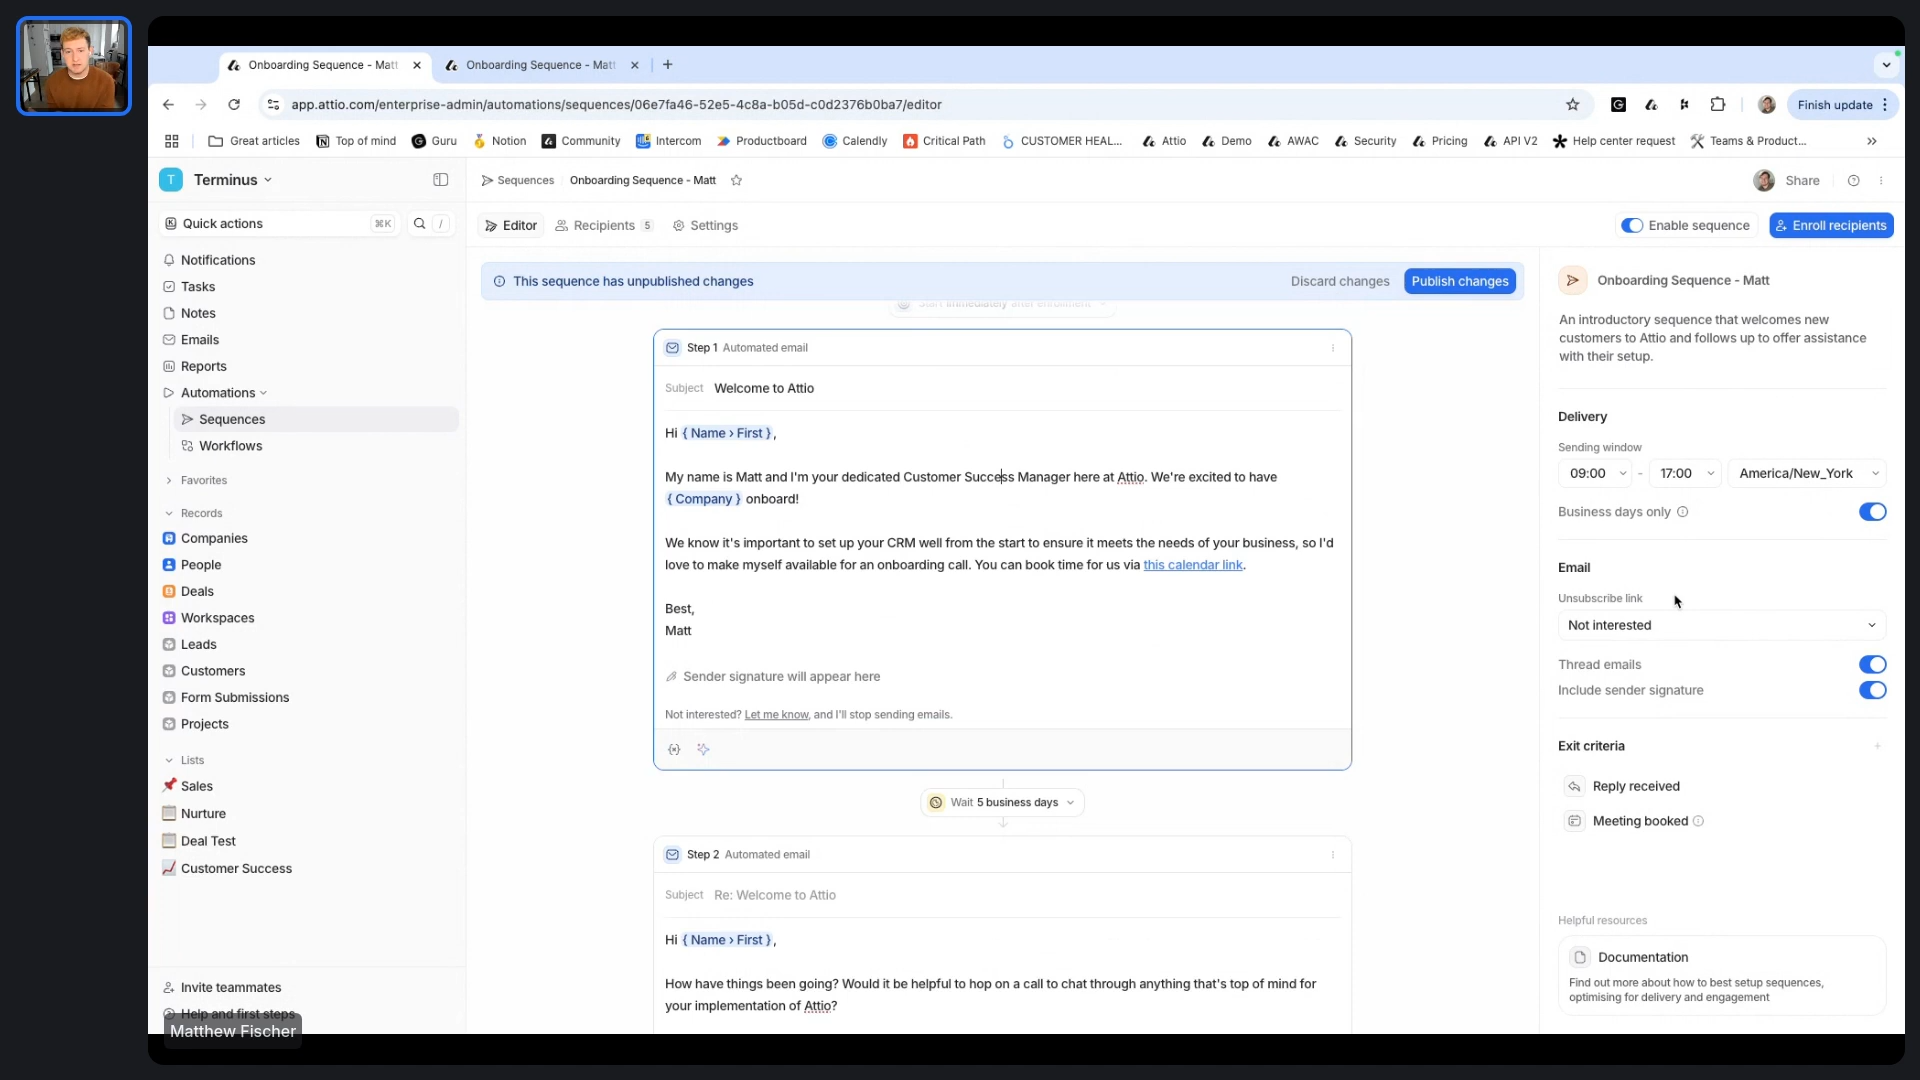 Onboarding Sequence - Matt
Onboarding Sequence - Matt
app.attio.com/enterprise-admin/automations/sequences/06e7fa46-52e5-4c8a-b05d-c0d2376b0ba7/editor
Finish update
Great articles
Top of mind
Guru
Notion
Community
Intercom
Productboard
Calendly
Critical Path
CUSTOMER HEAL...
Attio
Demo
AWAC
Security
Pricing
API V2
Help center request
Teams & Product...
T Terminus
Sequences
Onboarding Sequence - Matt
Share
Quick actions
⌘K
/
Editor
Recipients 5
Settings
Enable sequence
Enroll recipients
Notifications
Tasks
Notes
Emails
Reports
Automations
Sequences
Workflows
Favorites
Records
Companies
People
Deals
Workspaces
Leads
Customers
Form Submissions
Projects
Lists
Sales
Nurture
Deal Test
Customer Success
Invite teammates
Help and first steps
Matthew Fischer
This sequence has unpublished changes
Discard changes
Publish changes
Start immediately after enrollment
Step 1 Automated email
Subject Welcome to Attio
Hi { Name › First },
My name is Matt and I'm your dedicated Customer Success Manager here at Attio. We're excited to have
{ Company } onboard!
We know it's important to set up your CRM well from the start to ensure it meets the needs of your business, so I'd
love to make myself available for an onboarding call. You can book time for us via this calendar link.
Best,
Matt
Sender signature will appear here
Not interested? Let me know, and I'll stop sending emails.
Wait 5 business days
Step 2 Automated email
Subject Re: Welcome to Attio
Hi { Name › First },
How have things been going? Would it be helpful to hop on a call to chat through anything that's top of mind for
your implementation of Attio?
Onboarding Sequence - Matt
An introductory sequence that welcomes new
customers to Attio and follows up to offer assistance
with their setup.
Delivery
Sending window
09:00 - 17:00 America/New_York
Business days only
Email
Unsubscribe link
Not interested
Thread emails
Include sender signature
Exit criteria
Reply received
Meeting booked
Helpful resources
Documentation
Find out more about how to best setup sequences,
optimising for delivery and engagement